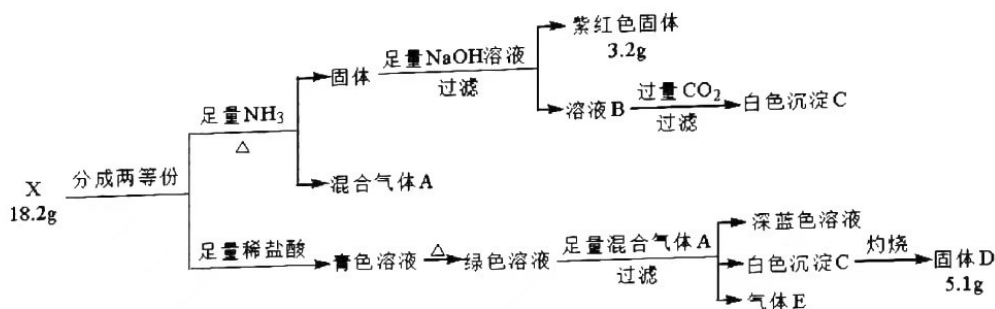 紫红色固体
3.2g
足量NaOH溶液
过滤
固体
溶液B
过量CO₂
过滤
白色沉淀C
足量NH₃
△
混合气体A
X
18.2g
分成两等份
足量稀盐酸
青色溶液
△
绿色溶液
足量混合气体A
过滤
深蓝色溶液
白色沉淀C
灼烧
固体D
5.1g
气体E